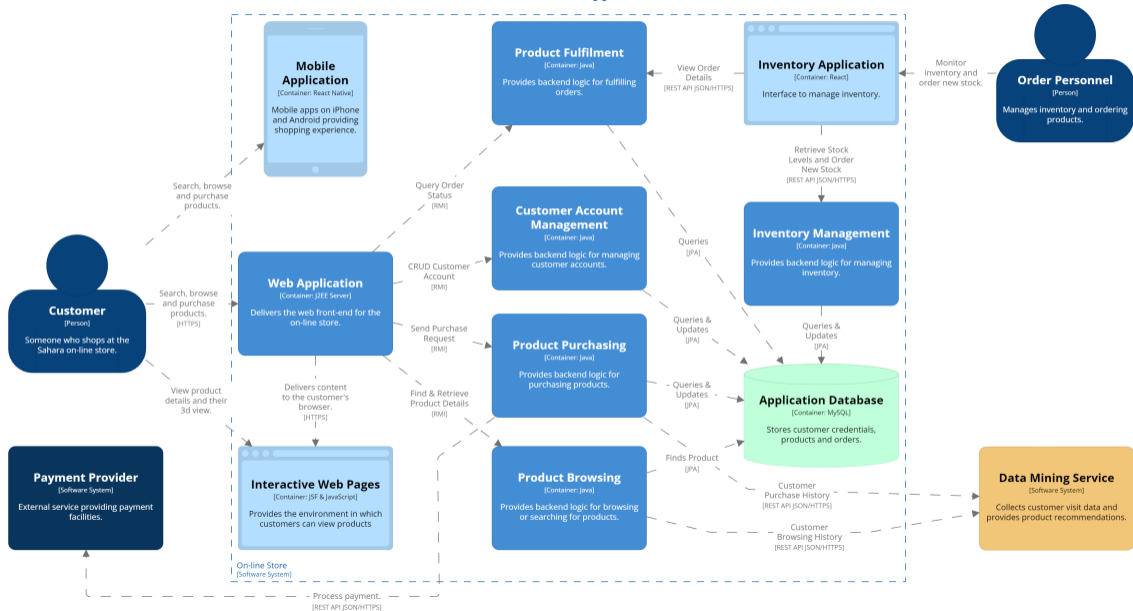 Mobile
Application
[Container: React Native]
Mobile apps on iPhone
and Android providing
shopping experience.
Product Fulfilment
[Container: Java]
Provides backend logic for fulfilling
orders.
View Order
Details
[REST API JSON/HTTPS]
Inventory Application
[Container: React]
Interface to manage inventory.
Monitor
inventory and
order new stock.
Order Personnel
[Person]
Manages inventory and ordering
products.
Search, browse
and purchase
products.
Query Order
Status
[RMI]
Retrieve Stock
Levels and Order
New Stock
[REST API JSON/HTTPS]
Customer Account
Management
[Container: Java]
Provides backend logic for managing
customer accounts.
Queries
[JPA]
Inventory Management
[Container: Java]
Provides backend logic for managing
inventory.
Customer
[Person]
Someone who shops at the
Sahara on-line store.
Search, browse
and purchase
products.
[HTTPS]
Web Application
[Container: J2EE Server]
Delivers the web front-end for the
on-line store.
CRUD Customer
Account
[RMI]
Send Purchase
Request
[RMI]
Product Purchasing
[Container: Java]
Provides backend logic for
purchasing products.
Queries &
Updates
[JPA]
Queries &
Updates
[JPA]
View product
details and their
3d view.
Delivers content
to the customer's
browser.
[HTTPS]
Find & Retrieve
Product Details
[RMI]
Queries &
Updates
[JPA]
Application Database
[Container: MySQL]
Stores customer credentials,
products and orders.
Payment Provider
[Software System]
External service providing payment
facilities.
Interactive Web Pages
[Container: JSF & JavaScript]
Provides the environment in which
customers can view products
Product Browsing
[Container: Java]
Provides backend logic for browsing
or searching for products.
Finds Product
[JPA]
Customer
Purchase History
[REST API JSON/HTTPS]
Customer
Browsing History
[REST API JSON/HTTPS]
Data Mining Service
[Software System]
Collects customer visit data and
provides product recommendations.
On-line Store
[Software System]
Process payment.
[REST API JSON/HTTPS]